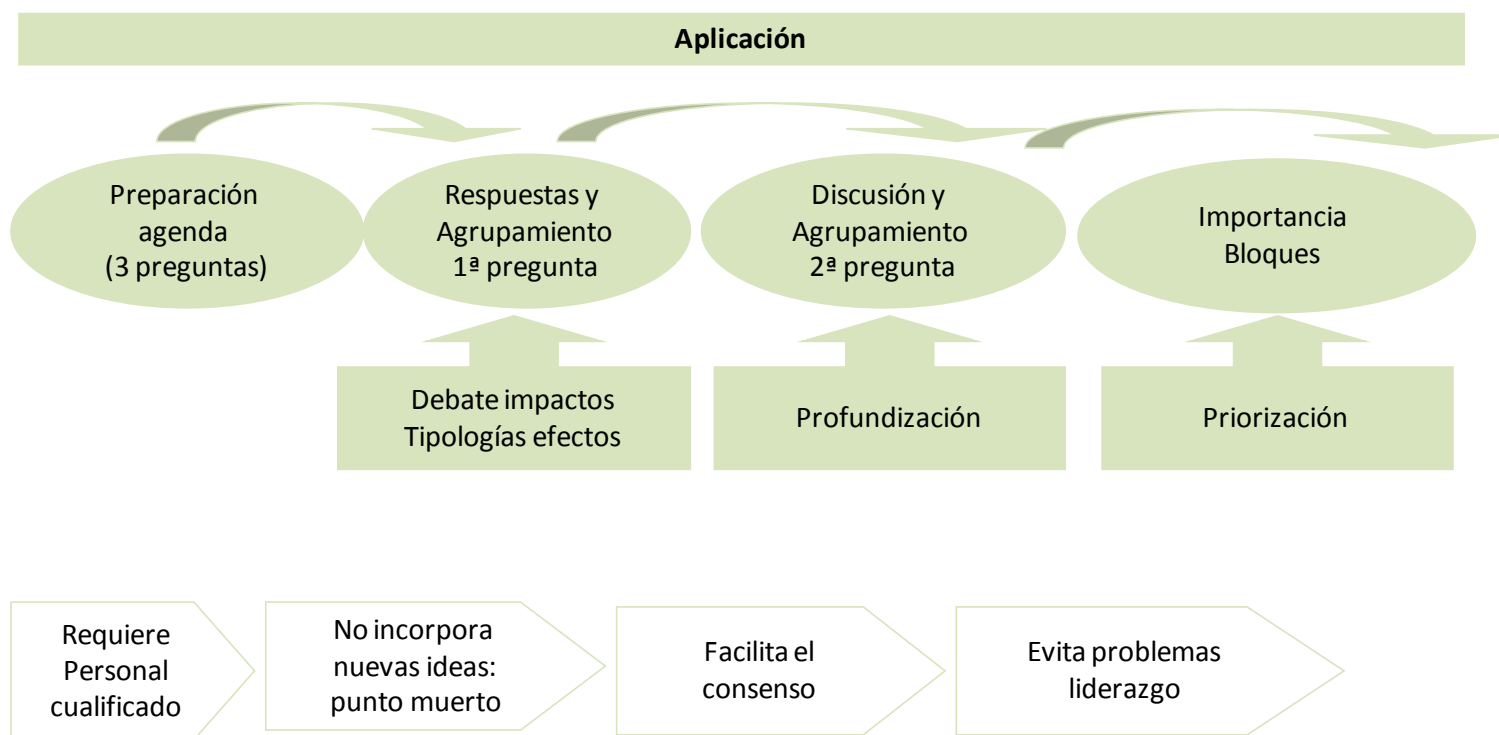 Aplicación
Preparación
agenda
(3 preguntas)
Respuestas y
Agrupamiento
1ª pregunta
Discusión y
Agrupamiento
2ª pregunta
Importancia
Bloques
Debate impactos
Tipologías efectos
Profundización
Priorización
Requiere
Personal
cualificado
No incorpora
nuevas ideas:
punto muerto
Facilita el
consenso
Evita problemas
liderazgo